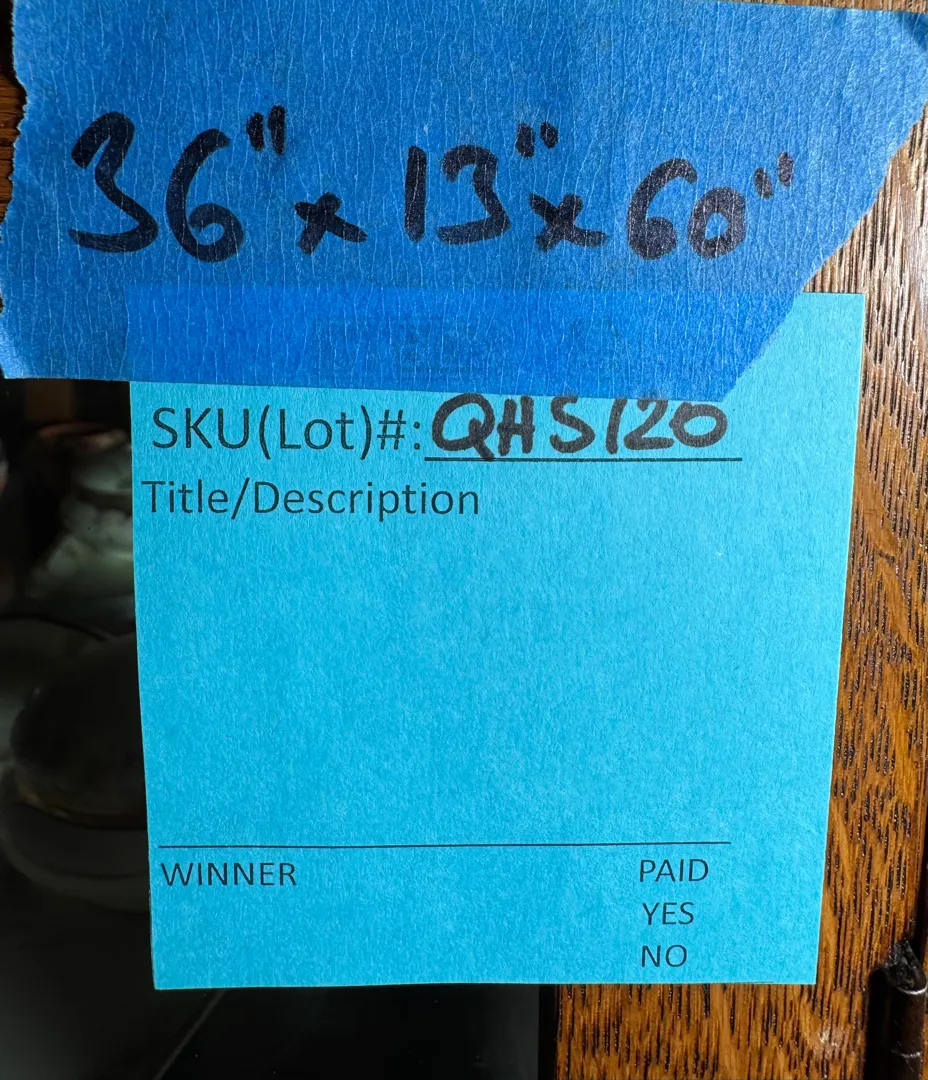 36" x 13" x 60"
SKU(Lot)#: QHS120
Title/Description
WINNER PAID
YES
NO